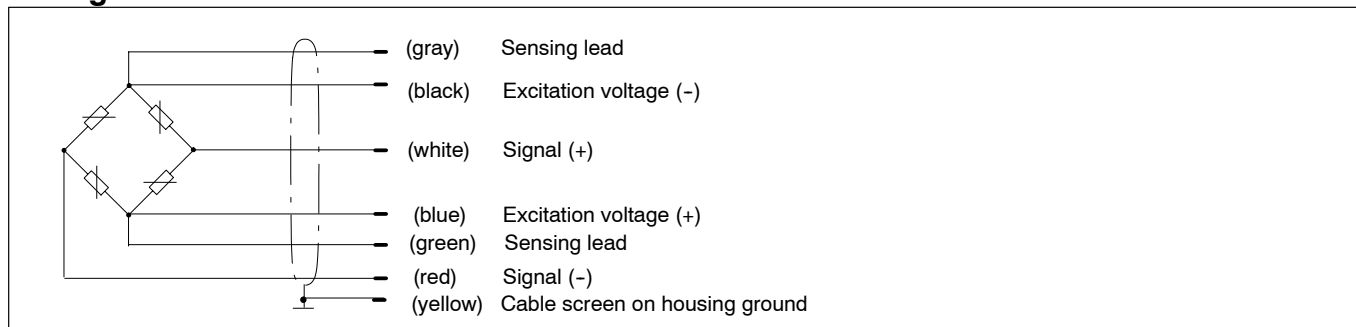 (gray) Sensing lead
(black) Excitation voltage (–)
(white) Signal (+)
(blue) Excitation voltage (+)
(green) Sensing lead
(red) Signal (–)
(yellow) Cable screen on housing ground